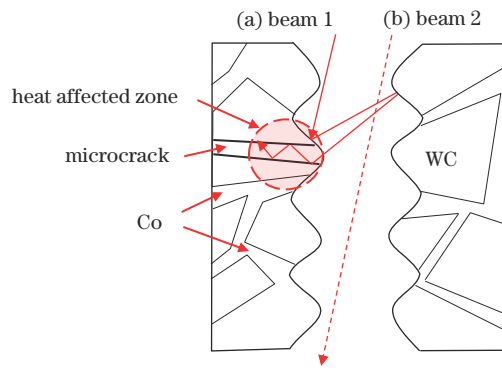 (a) beam 1
(b) beam 2
heat affected zone
microcrack
WC
Co